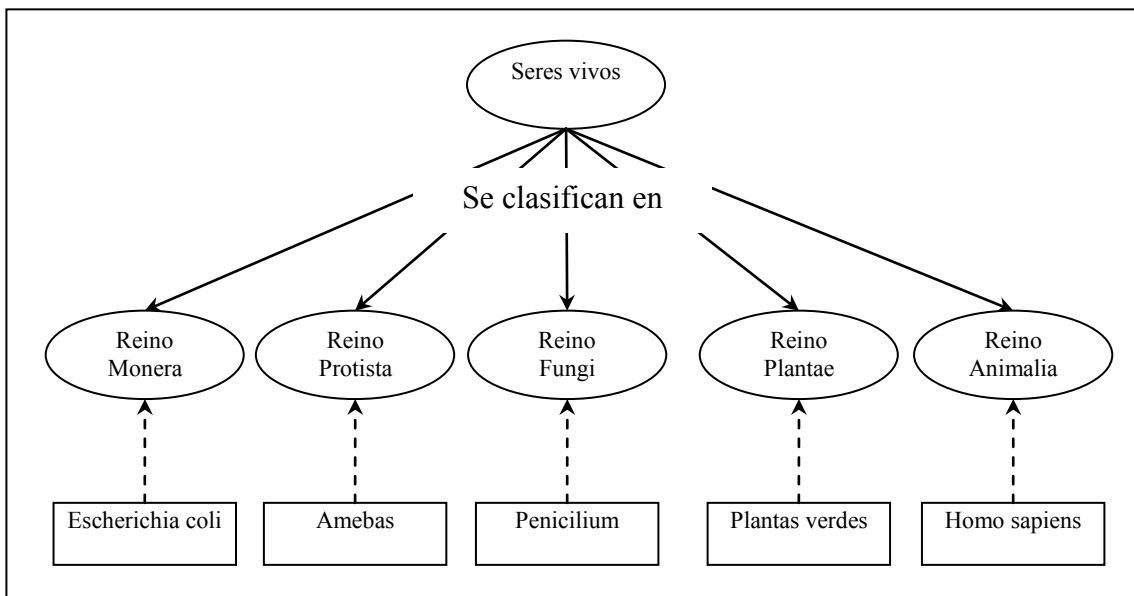 Seres vivos
Se clasifican en
Reino
Monera
Reino
Protista
Reino
Fungi
Reino
Plantae
Reino
Animalia
Escherichia coli
Amebas
Penicilium
Plantas verdes
Homo sapiens